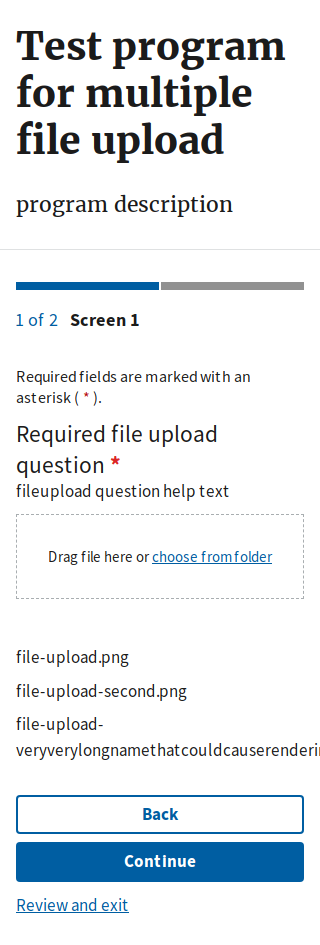 Test program
for multiple
file upload
program description
1 of 2 Screen 1
Required fields are marked with an
asterisk ( * ).
Required file upload
question *
fileupload question help text
Drag file here or choose from folder
file-upload.png
file-upload-second.png
file-upload-
veryverylongnamethatcouldcauserenderi
Back
Continue
Review and exit